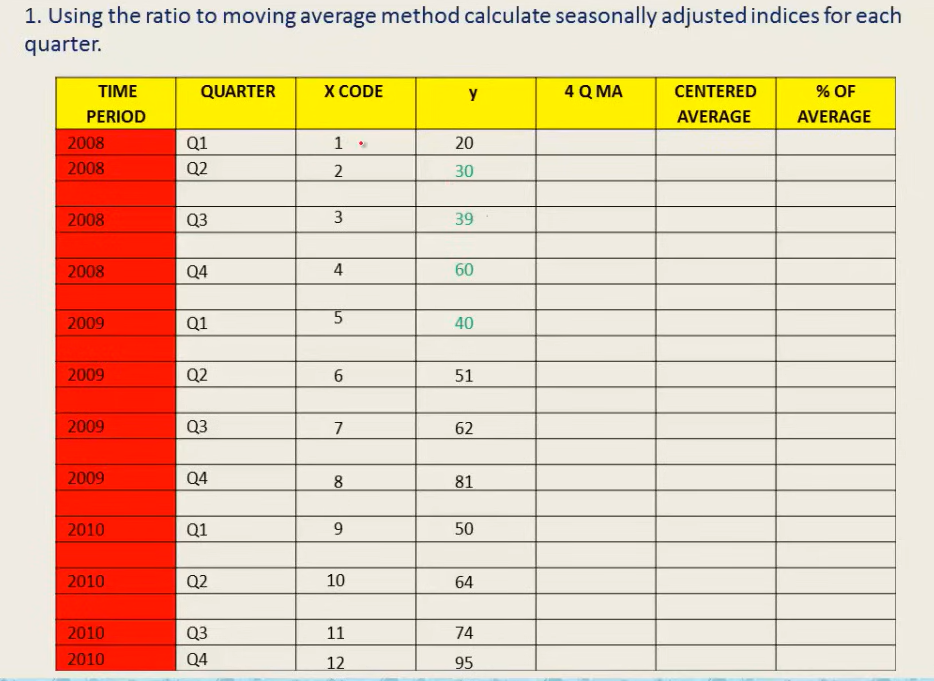 1. Using the ratio to moving average method calculate seasonally adjusted indices for each
quarter.
TIME PERIOD QUARTER X CODE y 4 Q MA CENTERED AVERAGE % OF AVERAGE
2008 Q1 1 20
2008 Q2 2 30
2008 Q3 3 39
2008 Q4 4 60
2009 Q1 5 40
2009 Q2 6 51
2009 Q3 7 62
2009 Q4 8 81
2010 Q1 9 50
2010 Q2 10 64
2010 Q3 11 74
2010 Q4 12 95